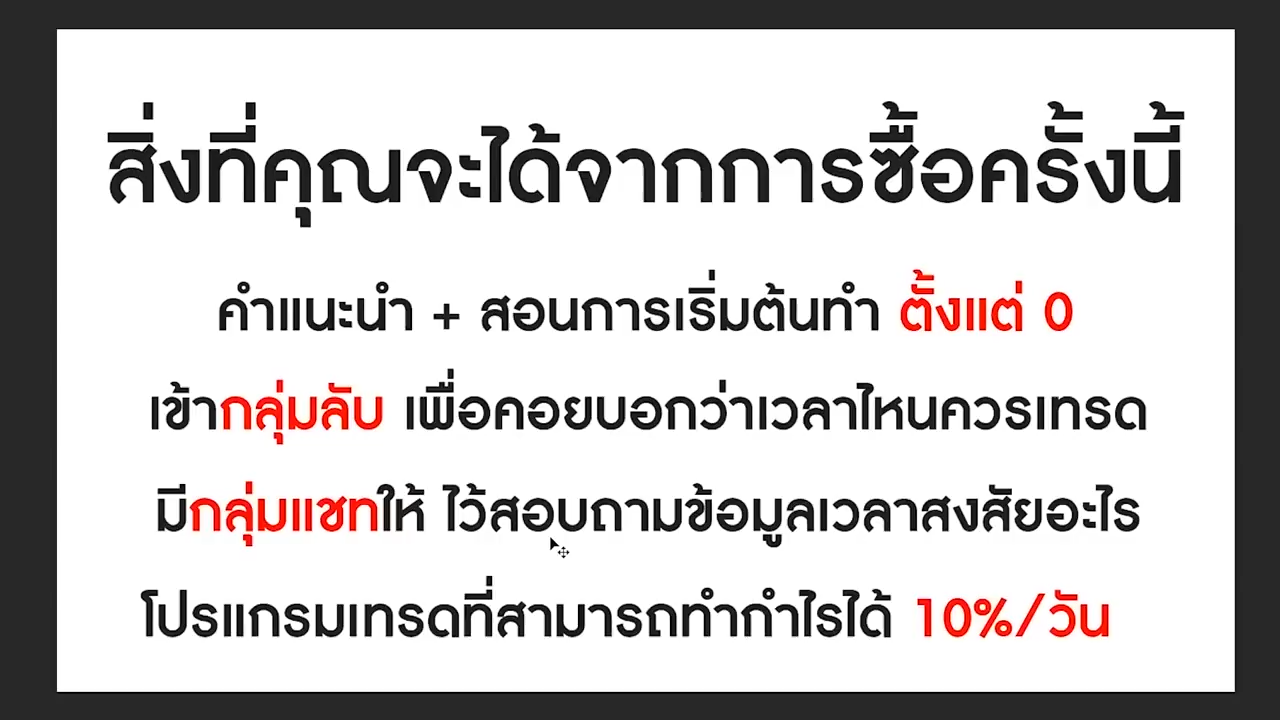 สิ่งที่คุณจะได้จากการซื้อครั้งนี้
คำแนะนำ + สอนการเริ่มต้นทำ ตั้งแต่ 0
เข้ากลุ่มลับ เพื่อคอยบอกว่าเวลาไหนควรเทรด
มีกลุ่มแชทให้ ไว้สอบถามข้อมูลเวลาสงสัยอะไร
โปรแกรมเทรดที่สามารถทำกำไรได้ 10%/วัน